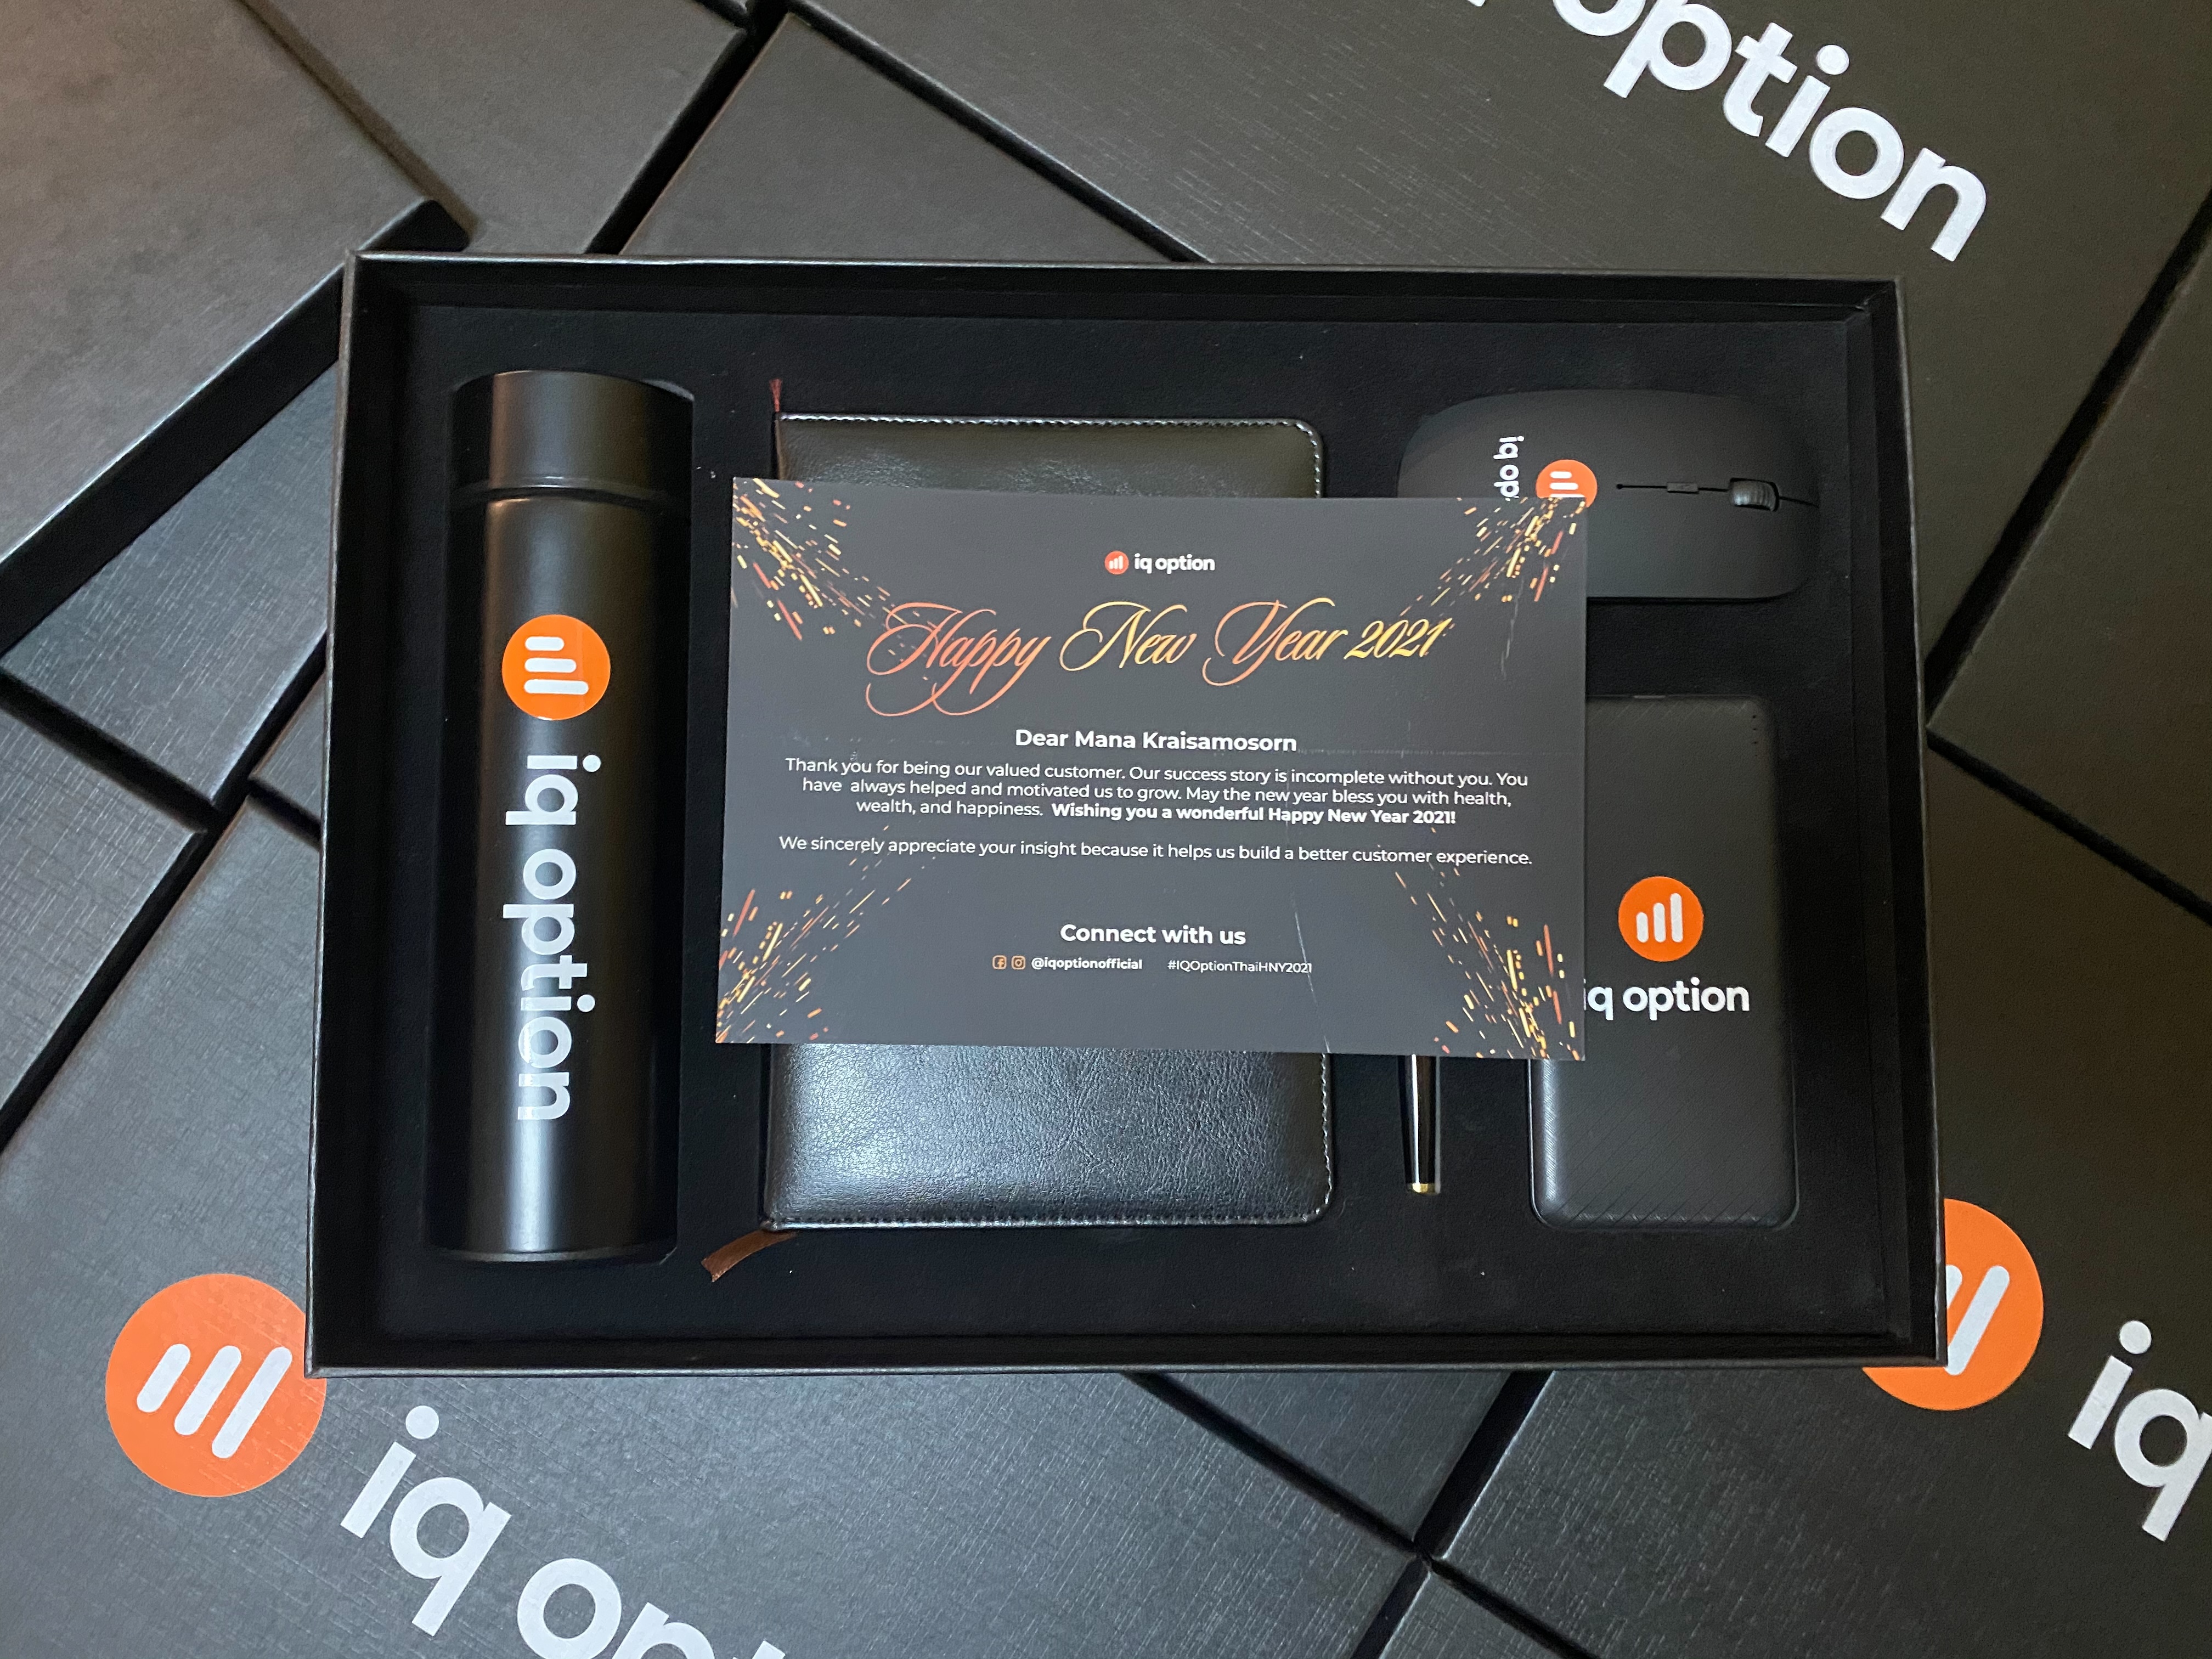 option
iq op
iq option
Happy New Year 2021
Dear Mana Kraisamosorn
Thank you for being our valued customer. Our success story is incomplete without you. You
have always helped and motivated us to grow. May the new year bless you with health,
wealth, and happiness. Wishing you a wonderful Happy New Year 2021!
We sincerely appreciate your insight because it helps us build a better customer experience.
Connect with us
@iqoptionofficial #IQOptionThaiHNY2021
iq option
iq option
iq
iq opti